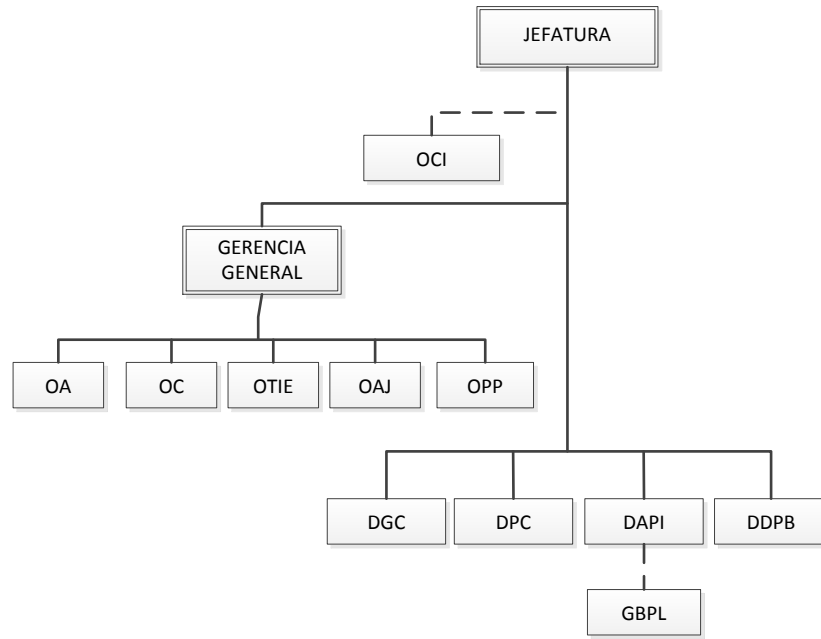 JEFATURA
OCI
GERENCIA
GENERAL
OA
OC
OTIE
OAJ
OPP
DGC
DPC
DAPI
DDPB
GBPL